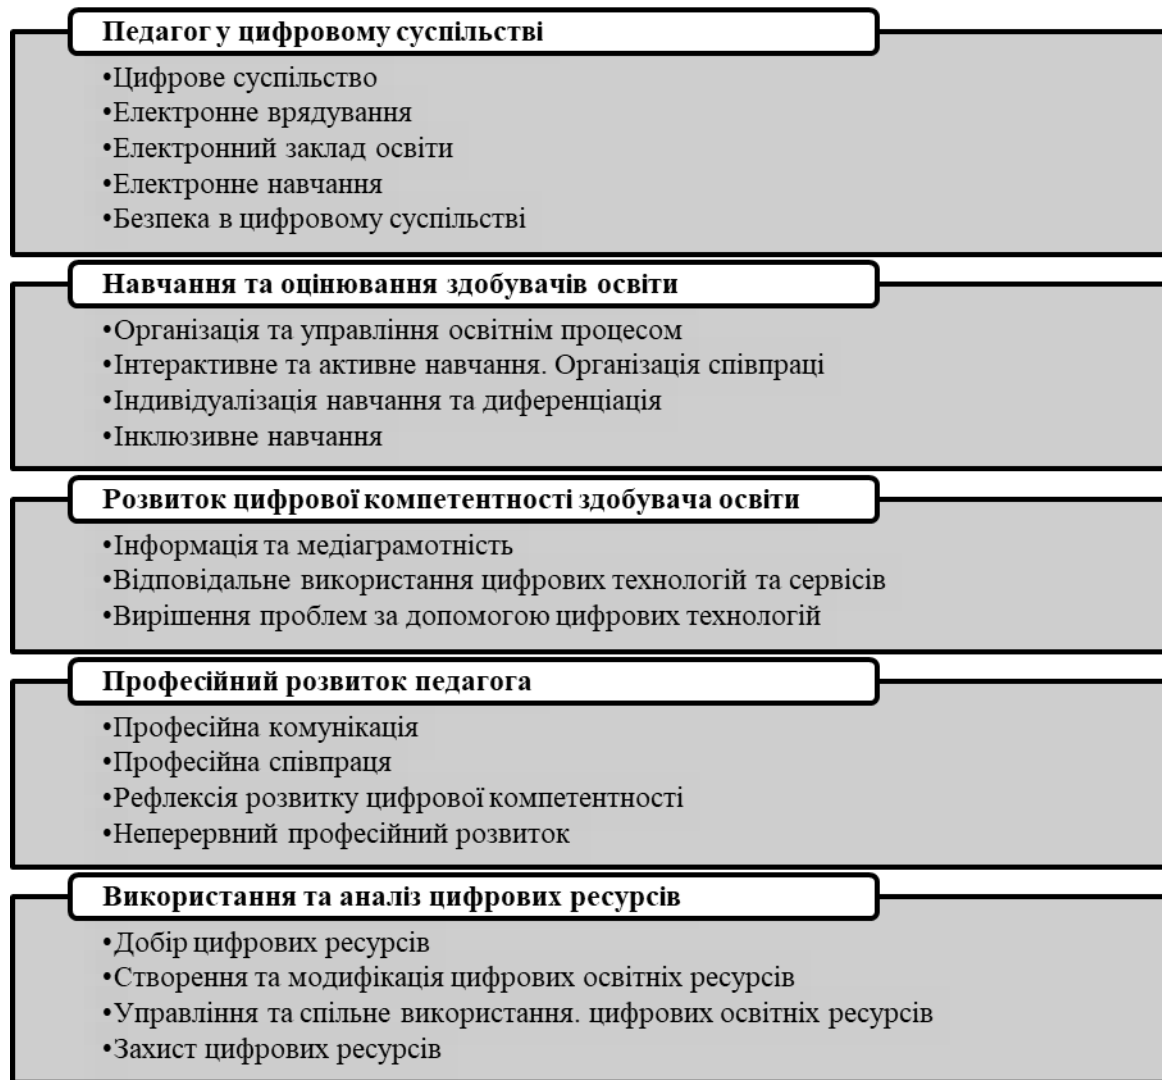 Педагог у цифровому суспільстві
•Цифрове суспільство
•Електронне врядування
•Електронний заклад освіти
•Електронне навчання
•Безпека в цифровому суспільстві
Навчання та оцінювання здобувачів освіти
•Організація та управління освітнім процесом
•Інтерактивне та активне навчання. Організація співпраці
•Індивідуалізація навчання та диференціація
•Інклюзивне навчання
Розвиток цифрової компетентності здобувача освіти
•Інформація та медіаграмотність
•Відповідальне використання цифрових технологій та сервісів
•Вирішення проблем за допомогою цифрових технологій
Професійний розвиток педагога
•Професійна комунікація
•Професійна співпраця
•Рефлексія розвитку цифрової компетентності
•Неперервний професійний розвиток
Використання та аналіз цифрових ресурсів
•Добір цифрових ресурсів
•Створення та модифікація цифрових освітніх ресурсів
•Управління та спільне використання. цифрових освітніх ресурсів
•Захист цифрових ресурсів